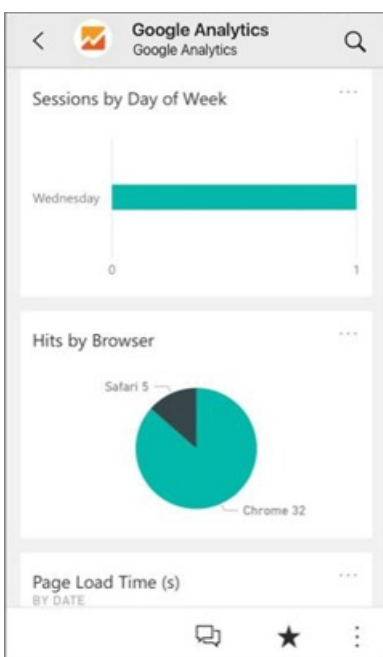 Google Analytics
Google Analytics
Sessions by Day of Week
Wednesday
0 1
Hits by Browser
Safari 5
Chrome 32
Page Load Time (s)
BY DATE